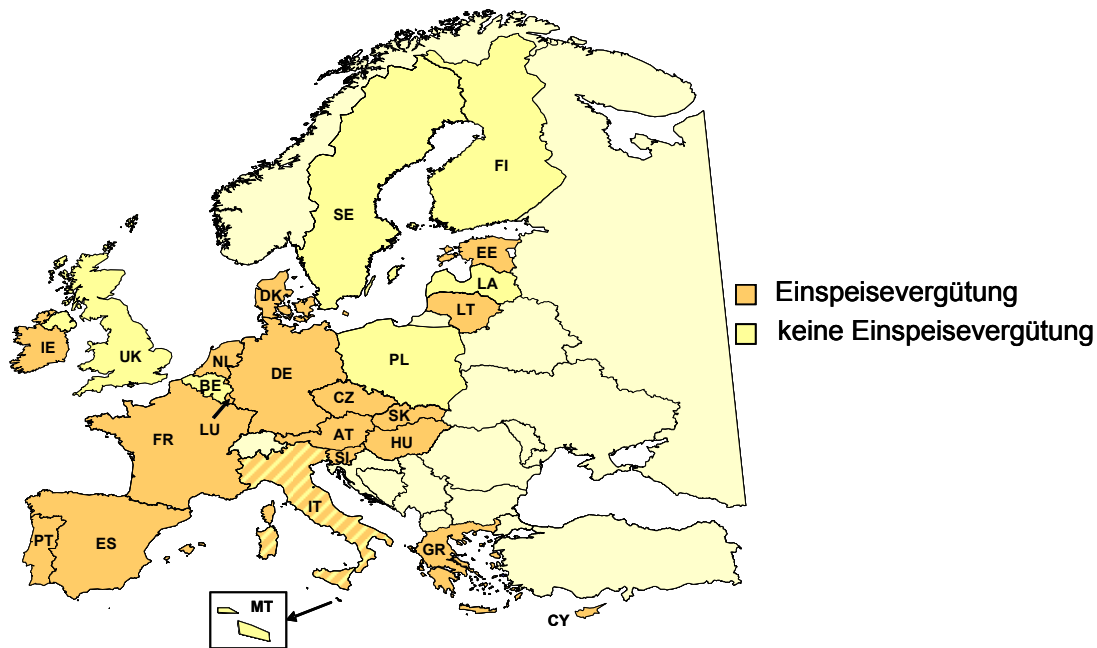 FI
SE
EE
LA
DK
LT
IE
UK
NL
PL
BE
DE
CZ
SK
LU
FR
AT
HU
SI
IT
PT
ES
GR
MT
CY
Einspeisevergütung
keine Einspeisevergütung